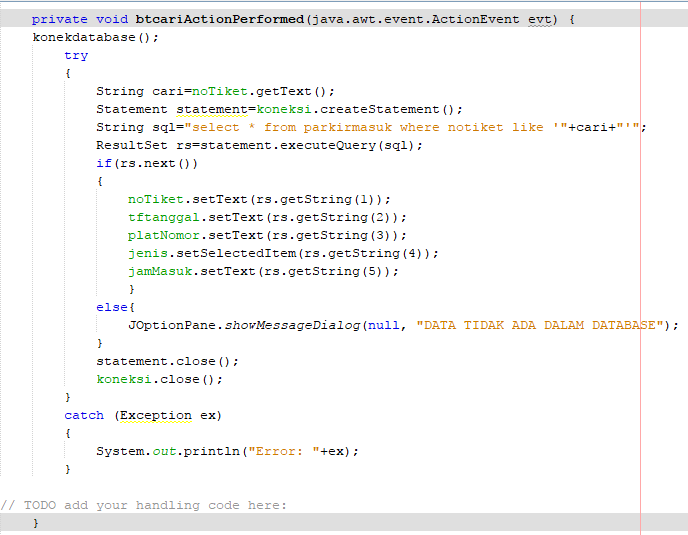 private void btcariActionPerformed(java.awt.event.ActionEvent evt) {
konekdatabase();
try
{
String cari=noTiket.getText();
Statement statement=koneksi.createStatement();
String sql="select * from parkirmasuk where notiket like '"+cari+"'";
ResultSet rs=statement.executeQuery(sql);
if(rs.next())
{
noTiket.setText(rs.getString(1));
tftanggal.setText(rs.getString(2));
platNomor.setText(rs.getString(3));
jenis.setSelectedItem(rs.getString(4));
jamMasuk.setText(rs.getString(5));
}
else{
JOptionPane.showMessageDialog(null, "DATA TIDAK ADA DALAM DATABASE");
}
statement.close();
koneksi.close();
}
catch (Exception ex)
{
System.out.println("Error: "+ex);
}
// TODO add your handling code here:
}